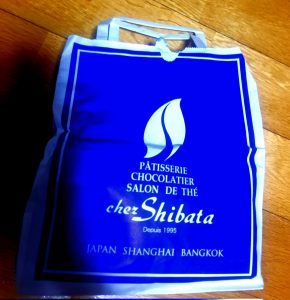 PÂTISSERIE
CHOCOLATIER
SALON DE THÉ
chez Shibata
Depuis 1995
JAPAN SHANGHAI BANGKOK